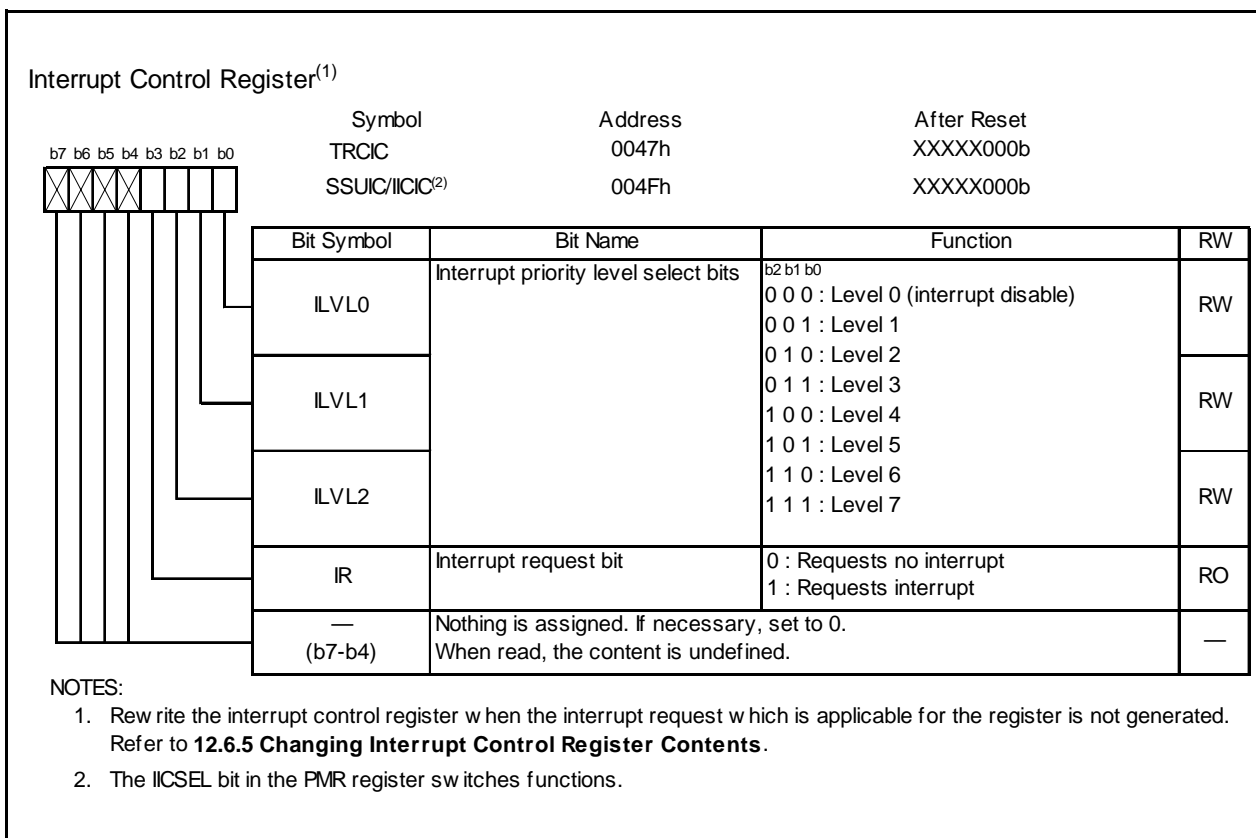 Interrupt Control Register(1)
Symbol Address After Reset
b7 b6 b5 b4 b3 b2 b1 b0
TRCIC 0047h XXXXX000b
SSUIC/IICIC(2) 004Fh XXXXX000b
Bit Symbol Bit Name Function RW
ILVL0 Interrupt priority level select bits b2 b1 b0
0 0 0 : Level 0 (interrupt disable) RW
0 0 1 : Level 1
0 1 0 : Level 2
ILVL1 0 1 1 : Level 3 RW
1 0 0 : Level 4
1 0 1 : Level 5
ILVL2 1 1 0 : Level 6 RW
1 1 1 : Level 7
IR Interrupt request bit 0 : Requests no interrupt RO
1 : Requests interrupt
— Nothing is assigned. If necessary, set to 0. —
(b7-b4) When read, the content is undefined.
NOTES:
1. Rewrite the interrupt control register when the interrupt request which is applicable for the register is not generated.
Refer to 12.6.5 Changing Interrupt Control Register Contents.
2. The IICSEL bit in the PMR register switches functions.